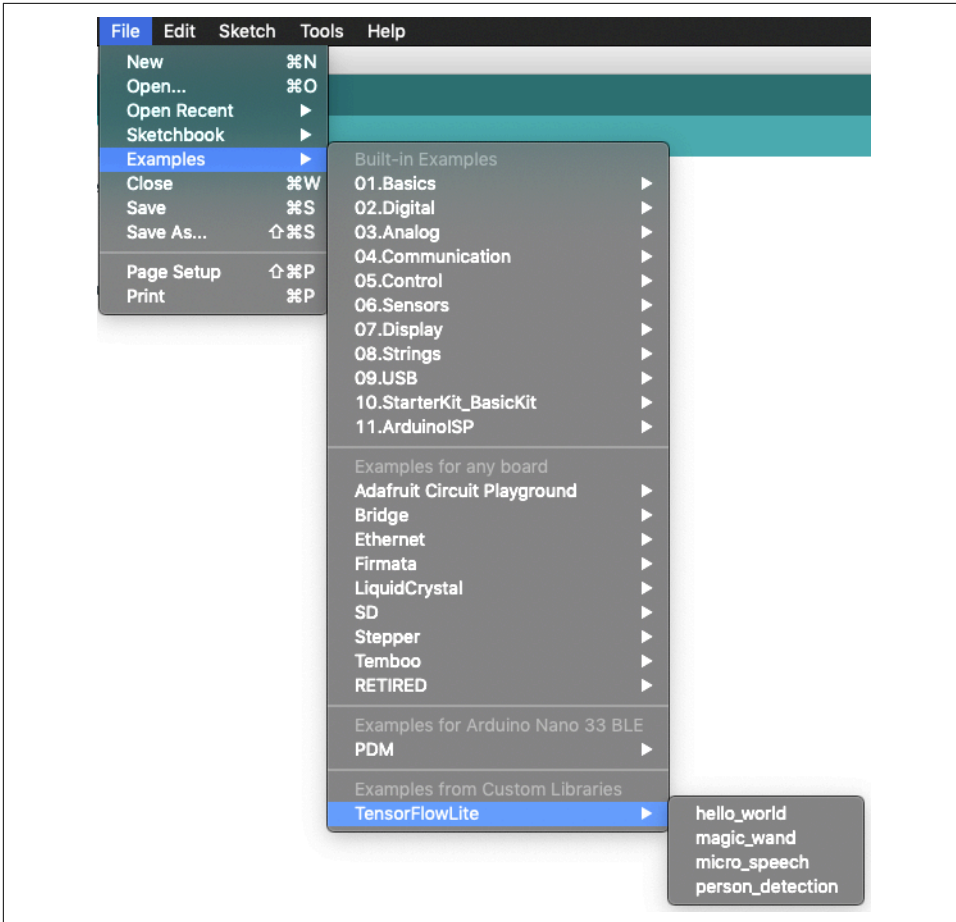 File Edit Sketch Tools Help
New ⌘N
Open... ⌘O
Open Recent ▶
Sketchbook ▶
Examples ▶
Close ⌘W
Save ⌘S
Save As... ⇧⌘S
Page Setup ⇧⌘P
Print ⌘P
Built-in Examples
01.Basics ▶
02.Digital ▶
03.Analog ▶
04.Communication ▶
05.Control ▶
06.Sensors ▶
07.Display ▶
08.Strings ▶
09.USB ▶
10.StarterKit_BasicKit ▶
11.ArduinoISP ▶
Examples for any board
Adafruit Circuit Playground ▶
Bridge ▶
Ethernet ▶
Firmata ▶
LiquidCrystal ▶
SD ▶
Stepper ▶
Temboo ▶
RETIRED ▶
Examples for Arduino Nano 33 BLE
PDM ▶
Examples from Custom Libraries
TensorFlowLite ▶
hello_world
magic_wand
micro_speech
person_detection